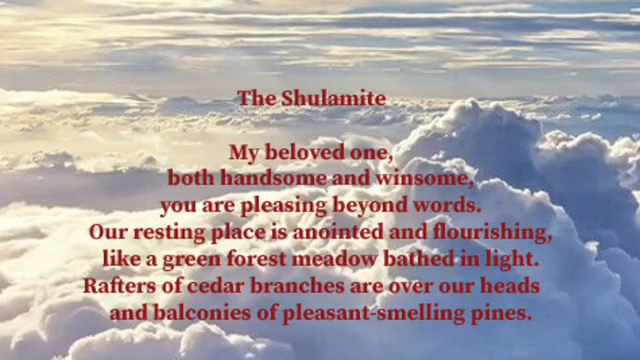 The Shulamite
My beloved one,
both handsome and winsome,
you are pleasing beyond words.
Our resting place is anointed and flourishing,
like a green forest meadow bathed in light.
Rafters of cedar branches are over our heads
and balconies of pleasant-smelling pines.